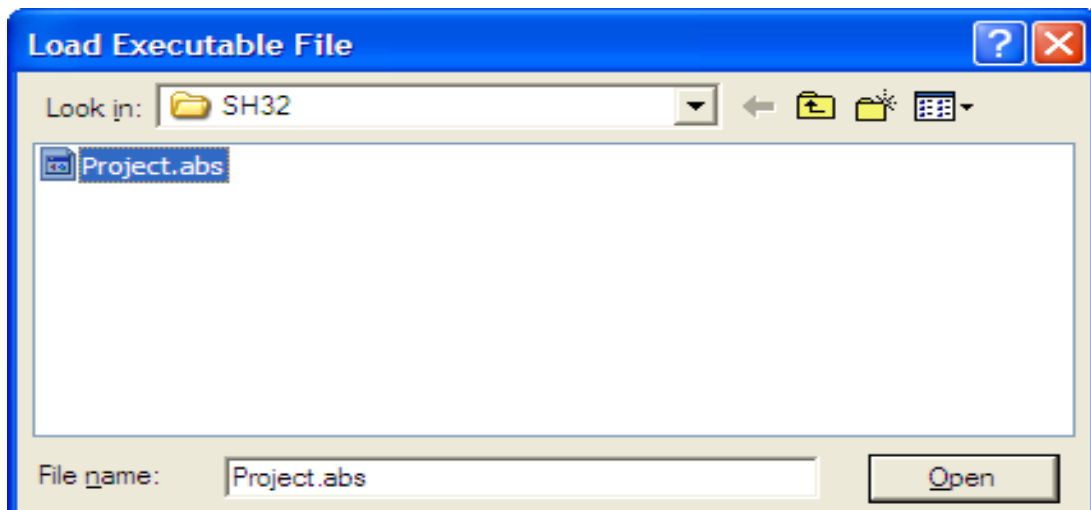 Load Executable File
Look in: SH32
Project.abs
File name: Project.abs Open